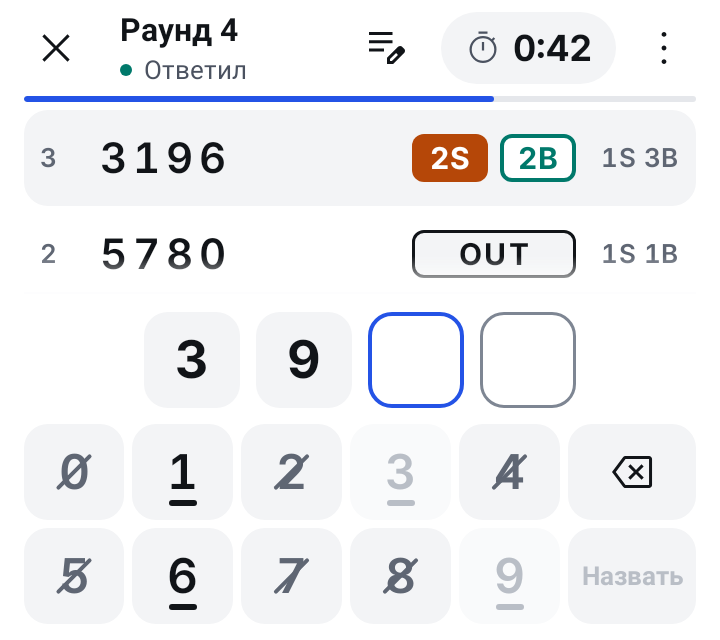 Раунд 4
Ответил
0:42
3 3196 2S 2B 1S 3B
2 5780 OUT 1S 1B
3 9
0 1 2 3 4
5 6 7 8 9 Назвать